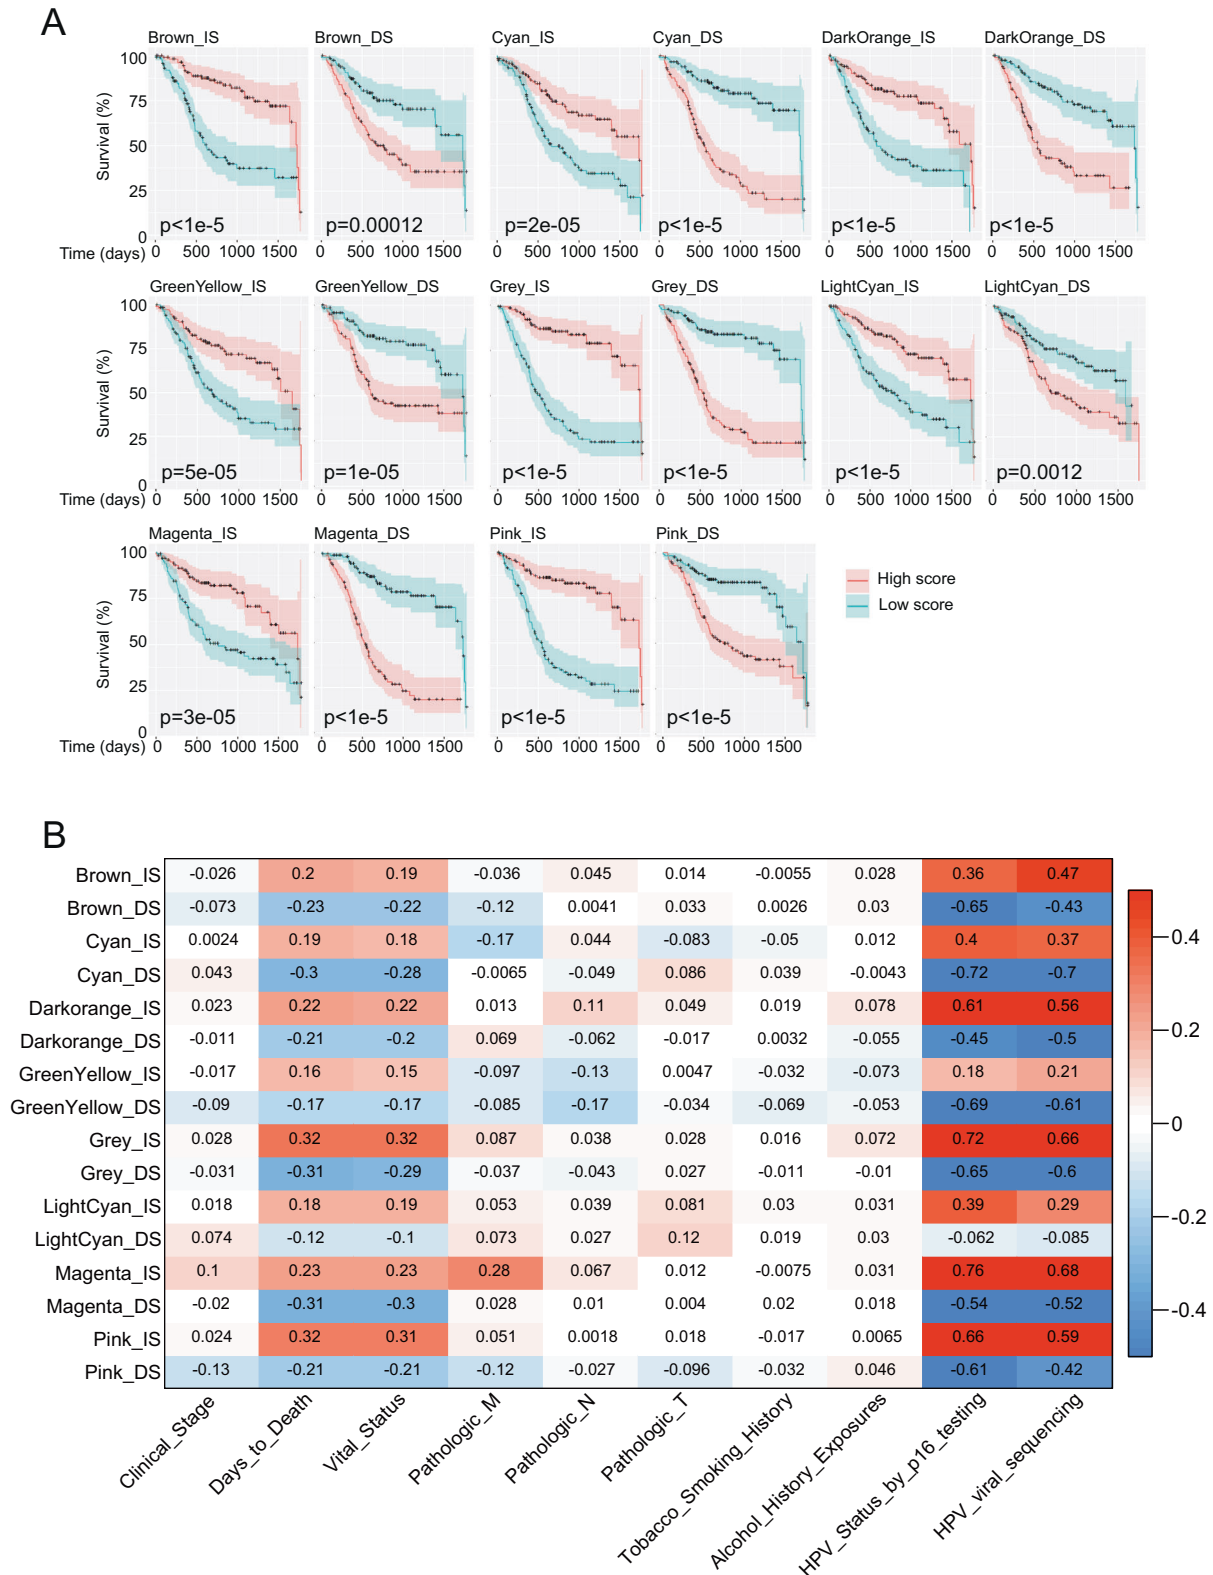 A
Brown_IS Brown_DS Cyan_IS Cyan_DS DarkOrange_IS DarkOrange_DS
100
75
50
25
0
Survival (%)
p<1e-5 p=0.00012 p=2e-05 p<1e-5 p<1e-5 p<1e-5
Time (days) 0 500 1000 1500 0 500 1000 1500 0 500 1000 1500 0 500 1000 1500 0 500 1000 1500 0 500 1000 1500
GreenYellow_IS GreenYellow_DS Grey_IS Grey_DS LightCyan_IS LightCyan_DS
100
75
50
25
0
Survival (%)
p=5e-05 p=1e-05 p<1e-5 p<1e-5 p<1e-5 p=0.0012
Time (days) 0 500 1000 1500 0 500 1000 1500 0 500 1000 1500 0 500 1000 1500 0 500 1000 1500 0 500 1000 1500
Magenta_IS Magenta_DS Pink_IS Pink_DS
100
75
50
25
0
Survival (%)
High score
Low score
p=3e-05 p<1e-5 p<1e-5 p<1e-5
Time (days) 0 500 1000 1500 0 500 1000 1500 0 500 1000 1500 0 500 1000 1500
B
Brown_IS -0.026 0.2 0.19 -0.036 0.045 0.014 -0.0055 0.028 0.36 0.47
Brown_DS -0.073 -0.23 -0.22 -0.12 0.0041 0.033 0.0026 0.03 -0.65 -0.43
Cyan_IS 0.0024 0.19 0.18 -0.17 0.044 -0.083 -0.05 0.012 0.4 0.37
Cyan_DS 0.043 -0.3 -0.28 -0.0065 -0.049 0.086 0.039 -0.0043 -0.72 -0.7
Darkorange_IS 0.023 0.22 0.22 0.013 0.11 0.049 0.019 0.078 0.61 0.56
Darkorange_DS -0.011 -0.21 -0.2 0.069 -0.062 -0.017 0.0032 -0.055 -0.45 -0.5
GreenYellow_IS -0.017 0.16 0.15 -0.097 -0.13 0.0047 -0.032 -0.073 0.18 0.21
GreenYellow_DS -0.09 -0.17 -0.17 -0.085 -0.17 -0.034 -0.069 -0.053 -0.69 -0.61
Grey_IS 0.028 0.32 0.32 0.087 0.038 0.028 0.016 0.072 0.72 0.66
Grey_DS -0.031 -0.31 -0.29 -0.037 -0.043 0.027 -0.011 -0.01 -0.65 -0.6
LightCyan_IS 0.018 0.18 0.19 0.053 0.039 0.081 0.03 0.031 0.39 0.29
LightCyan_DS 0.074 -0.12 -0.1 0.073 0.027 0.12 0.019 0.03 -0.062 -0.085
Magenta_IS 0.1 0.23 0.23 0.28 0.067 0.012 -0.0075 0.031 0.76 0.68
Magenta_DS -0.02 -0.31 -0.3 0.028 0.01 0.004 0.02 0.018 -0.54 -0.52
Pink_IS 0.024 0.32 0.31 0.051 0.0018 0.018 -0.017 0.0065 0.66 0.59
Pink_DS -0.13 -0.21 -0.21 -0.12 -0.027 -0.096 -0.032 0.046 -0.61 -0.42
0.4
0.2
0
-0.2
-0.4
Clinical_Stage
Days_to_Death
Vital_Status
Pathologic_M
Pathologic_N
Pathologic_T
Tobacco_Smoking_History
Alcohol_History_Exposures
HPV_Status_by_p16_testing
HPV_viral_sequencing